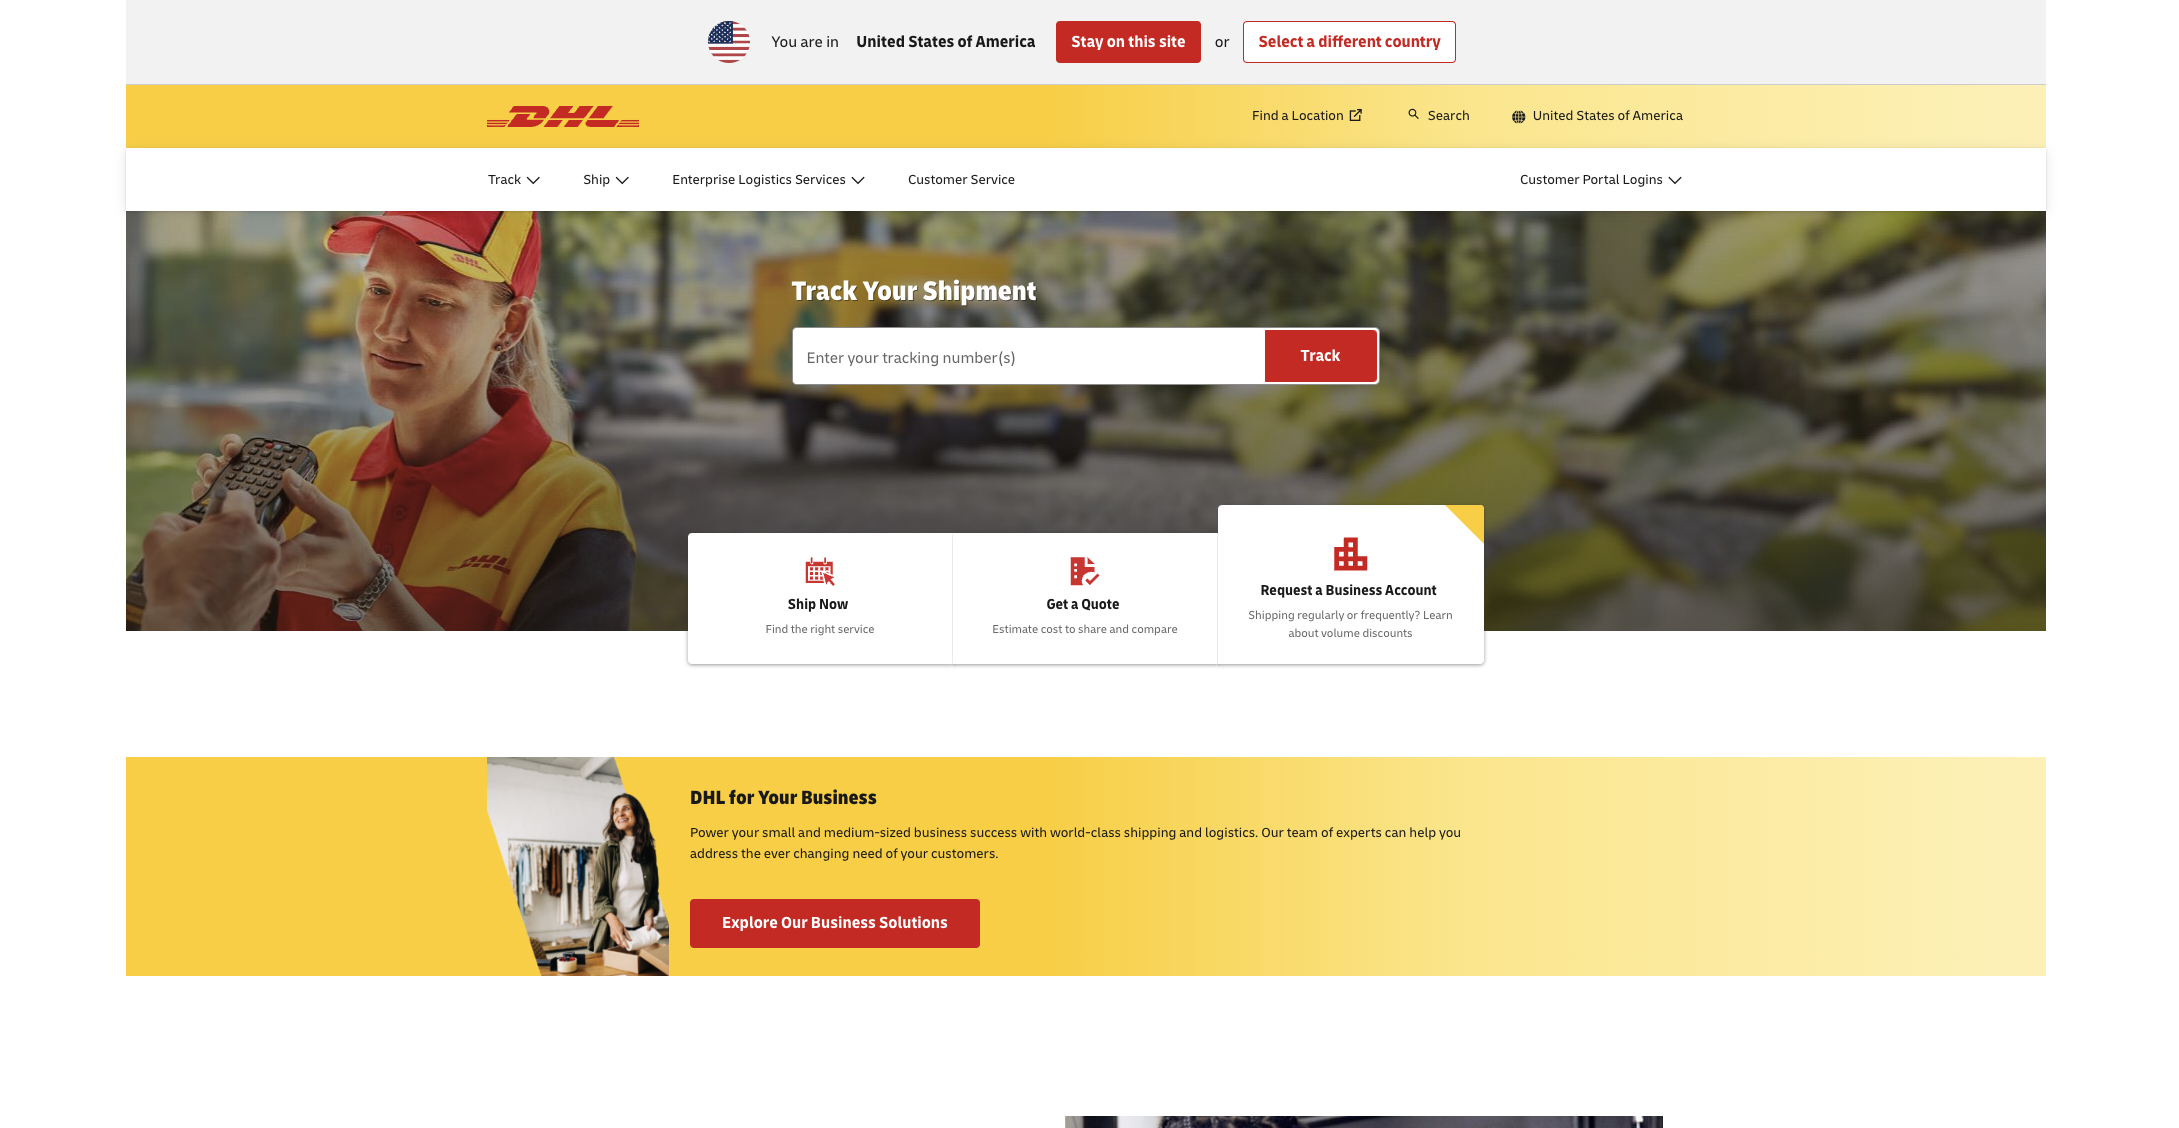 You are in United States of America Stay on this site or Select a different country
DHL
Find a Location Search United States of America
Track Ship Enterprise Logistics Services Customer Service Customer Portal Logins
DHL
Track Your Shipment
Enter your tracking number(s) Track
DHL
Ship Now
Find the right service
Get a Quote
Estimate cost to share and compare
Request a Business Account
Shipping regularly or frequently? Learn
about volume discounts
DHL for Your Business
Power your small and medium-sized business success with world-class shipping and logistics. Our team of experts can help you
address the ever changing need of your customers.
Explore Our Business Solutions